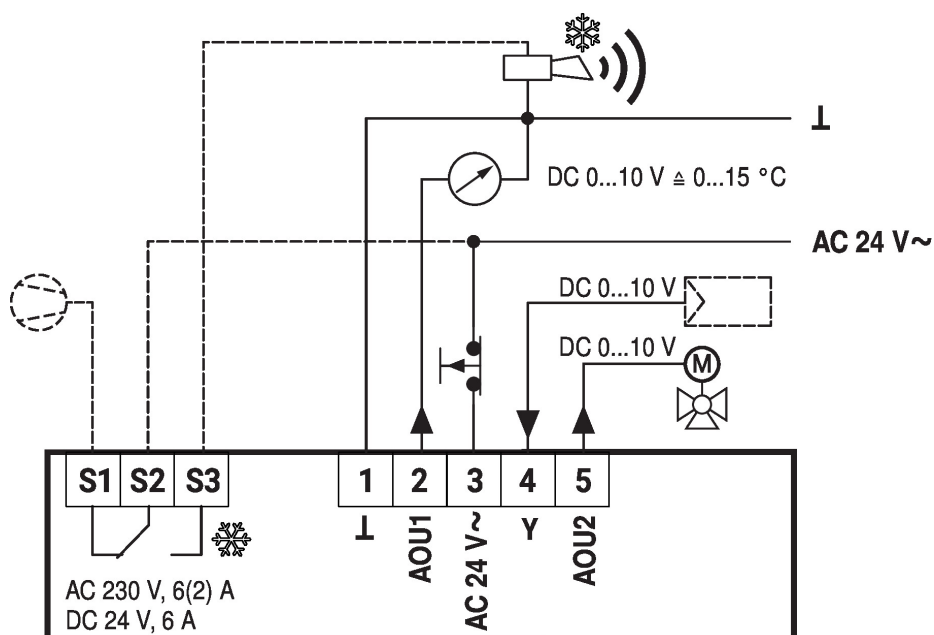 ⊥
DC 0...10 V ≙ 0...15 °C
AC 24 V~
DC 0...10 V
DC 0...10 V
M
S1 S2 S3 1 2 3 4 5
⊥ AOU1 AC 24 V~ Y AOU2
AC 230 V, 6(2) A
DC 24 V, 6 A